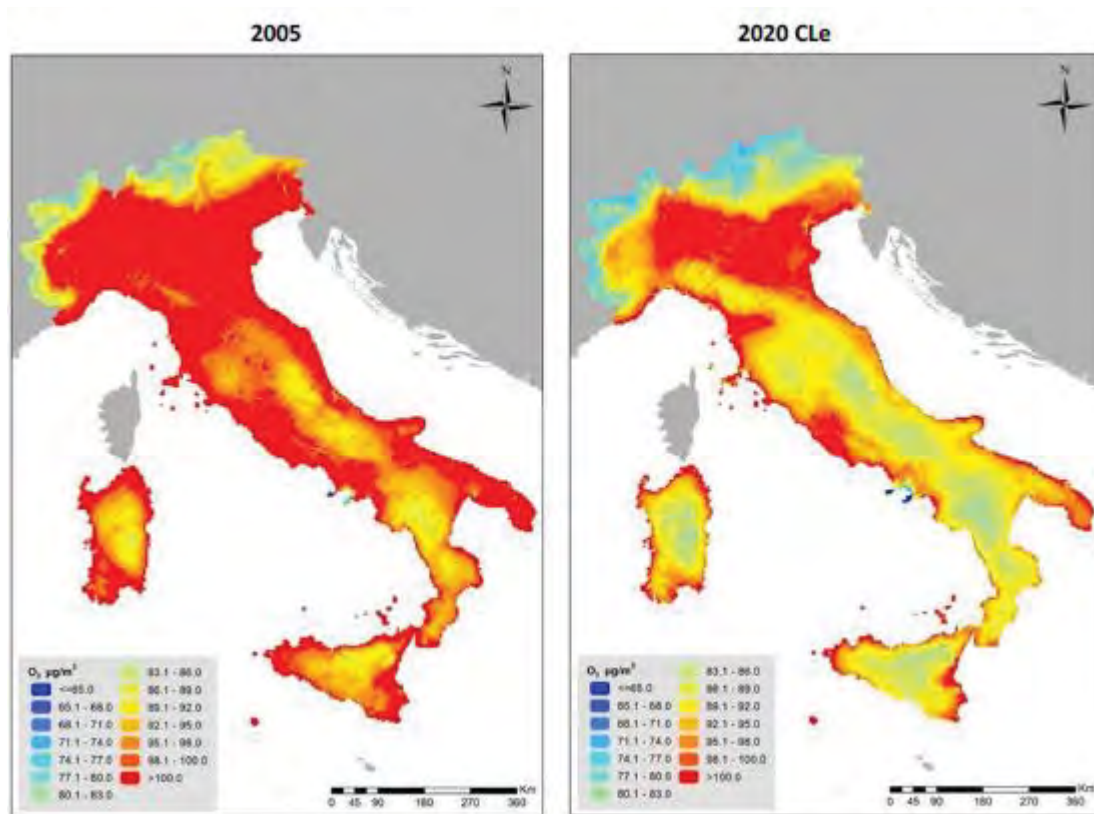 2005
2020 CLe
N
N
O₃ µg/m³
<=65.0
65.1 - 68.0
68.1 - 71.0
71.1 - 74.0
74.1 - 77.0
77.1 - 80.0
80.1 - 83.0
83.1 - 86.0
86.1 - 89.0
89.1 - 92.0
92.1 - 95.0
95.1 - 98.0
98.1 - 100.0
>100.0
Km
0 45 90 180 270 360
O₃ µg/m³
<=65.0
65.1 - 68.0
68.1 - 71.0
71.1 - 74.0
74.1 - 77.0
77.1 - 80.0
80.1 - 83.0
83.1 - 86.0
86.1 - 89.0
89.1 - 92.0
92.1 - 95.0
95.1 - 98.0
98.1 - 100.0
>100.0
Km
0 45 90 180 270 360